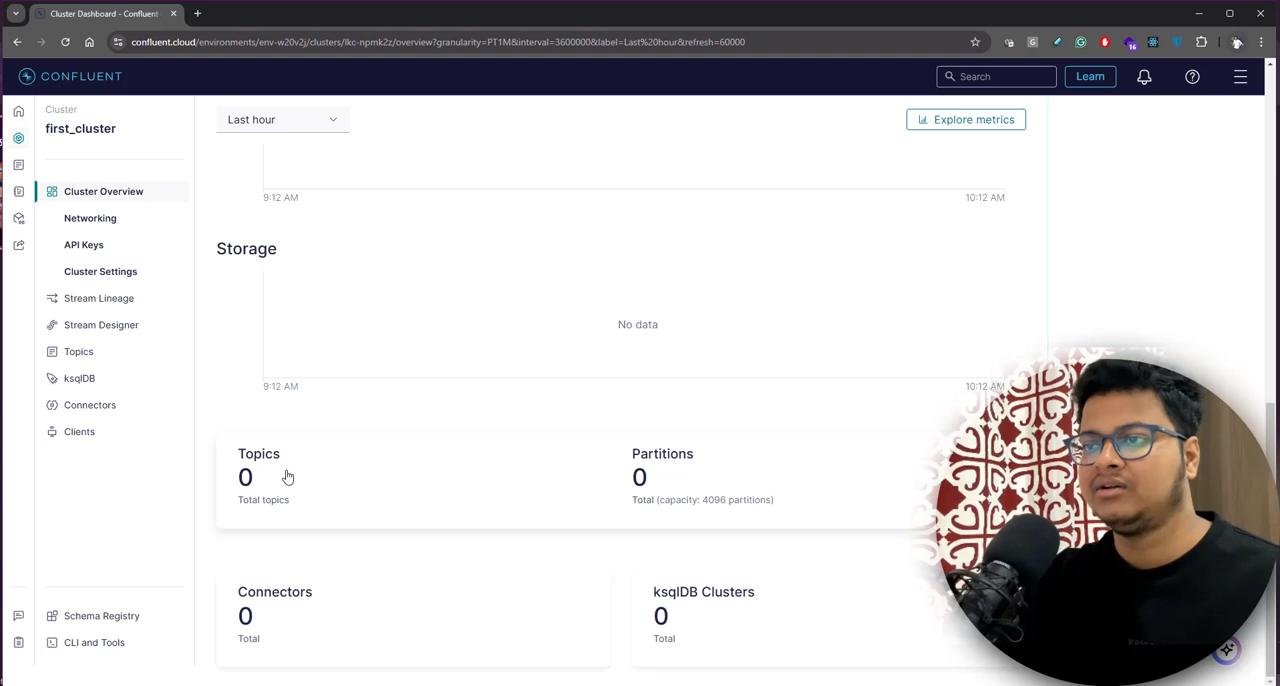 Cluster Dashboard - Confluent
confluent.cloud/environments/env-w20v2j/clusters/lkc-npmk2z/overview?granularity=PT1M&interval=3600000&label=Last%20hour&refresh=60000
G
16
CONFLUENT
Search
Learn
Cluster
first_cluster
Last hour
Explore metrics
Cluster Overview
Networking
API Keys
Cluster Settings
Stream Lineage
Stream Designer
Topics
ksqlDB
Connectors
Clients
Schema Registry
CLI and Tools
9:12 AM
10:12 AM
Storage
No data
9:12 AM
10:12 AM
Topics
0
Total topics
Partitions
0
Total (capacity: 4096 partitions)
Connectors
0
Total
ksqlDB Clusters
0
Total